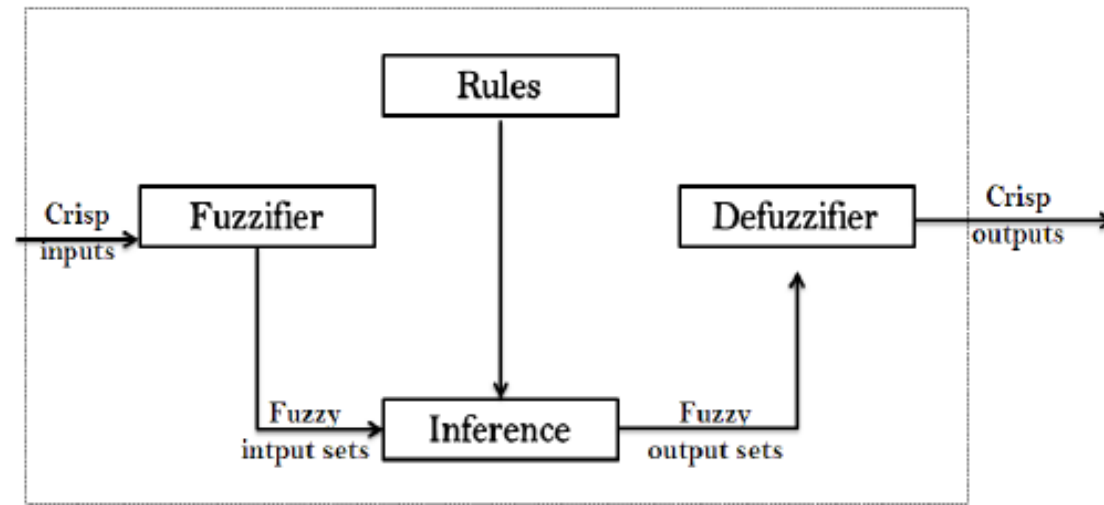 Rules
Crisp
inputs
Fuzzifier
Defuzzifier
Crisp
outputs
Fuzzy
intput sets
Inference
Fuzzy
output sets